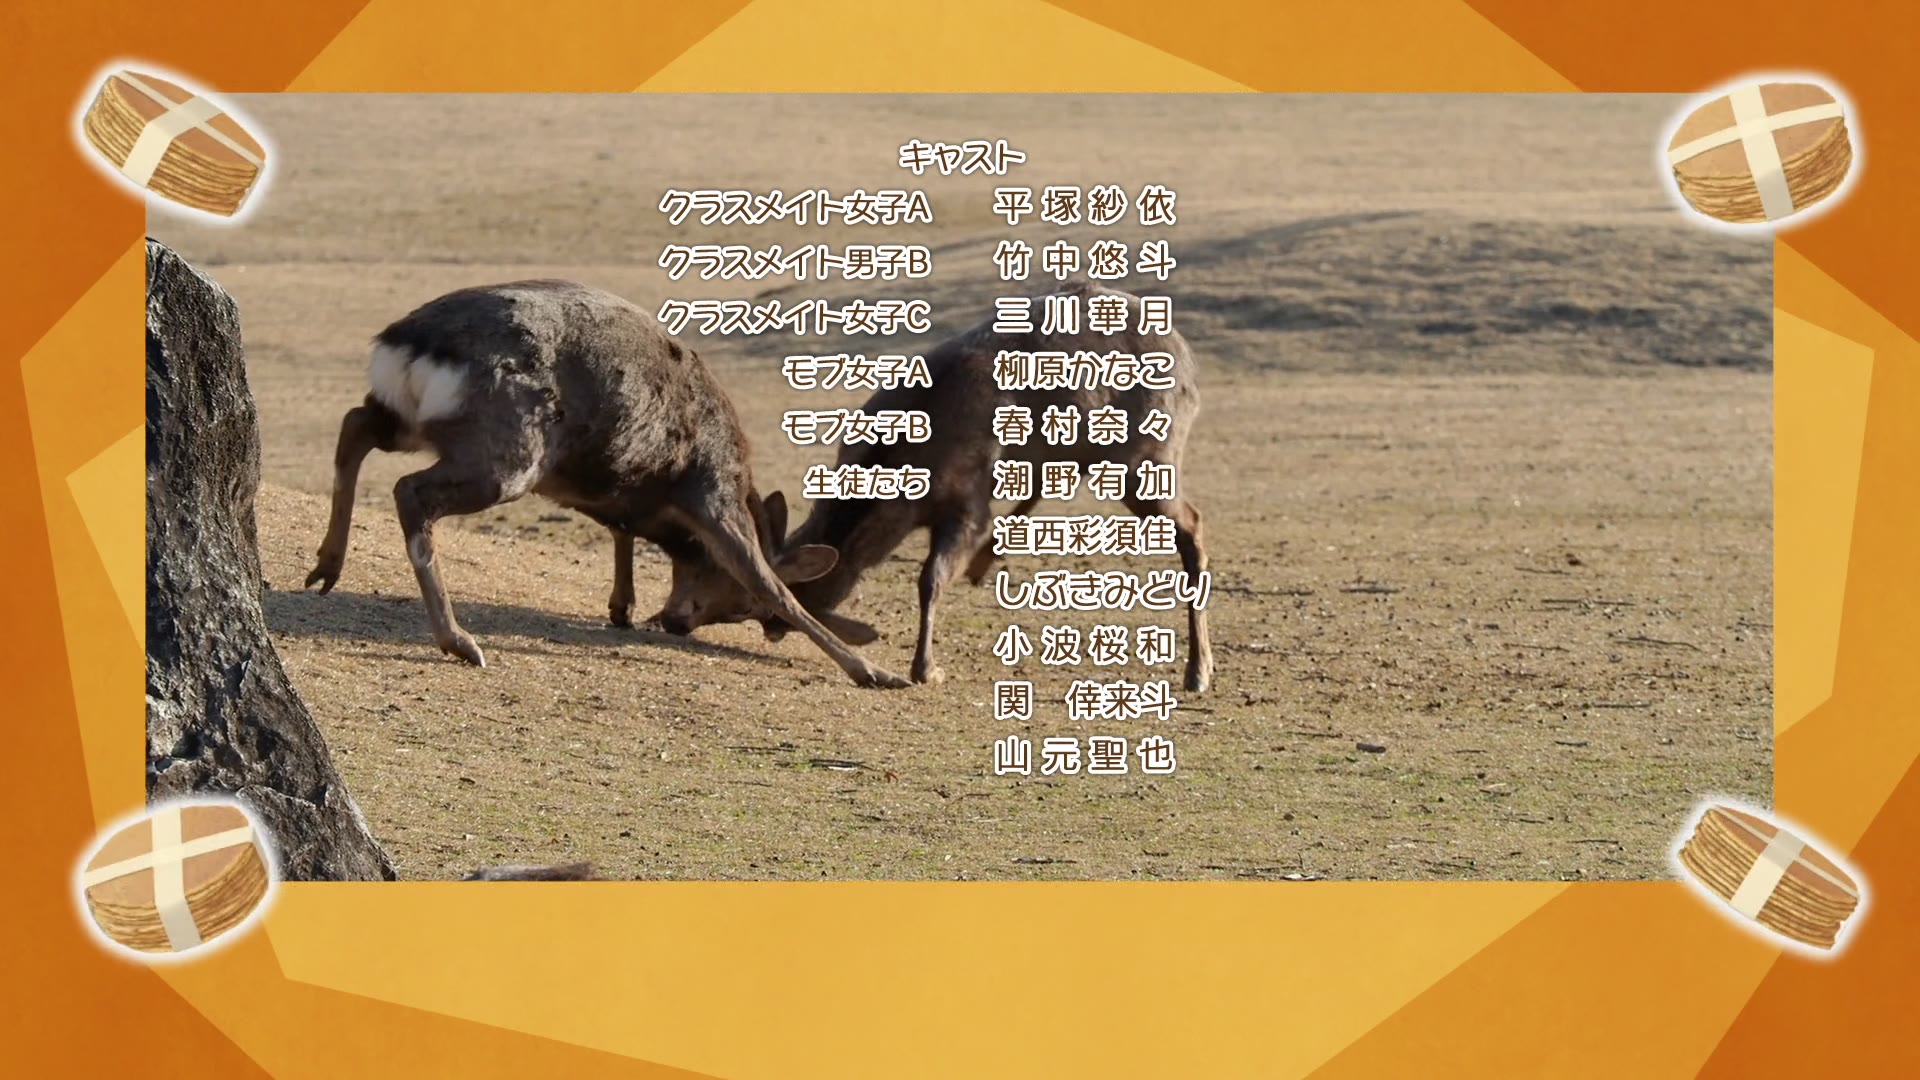 キャスト
クラスメイト女子A 平塚紗依
クラスメイト男子B 竹中悠斗
クラスメイト女子C 三川華月
モブ女子A 柳原かなこ
モブ女子B 春村奈々
生徒たち 潮野有加
道西彩須佳
しぶきみどり
小波桜和
関　倖来斗
山元聖也